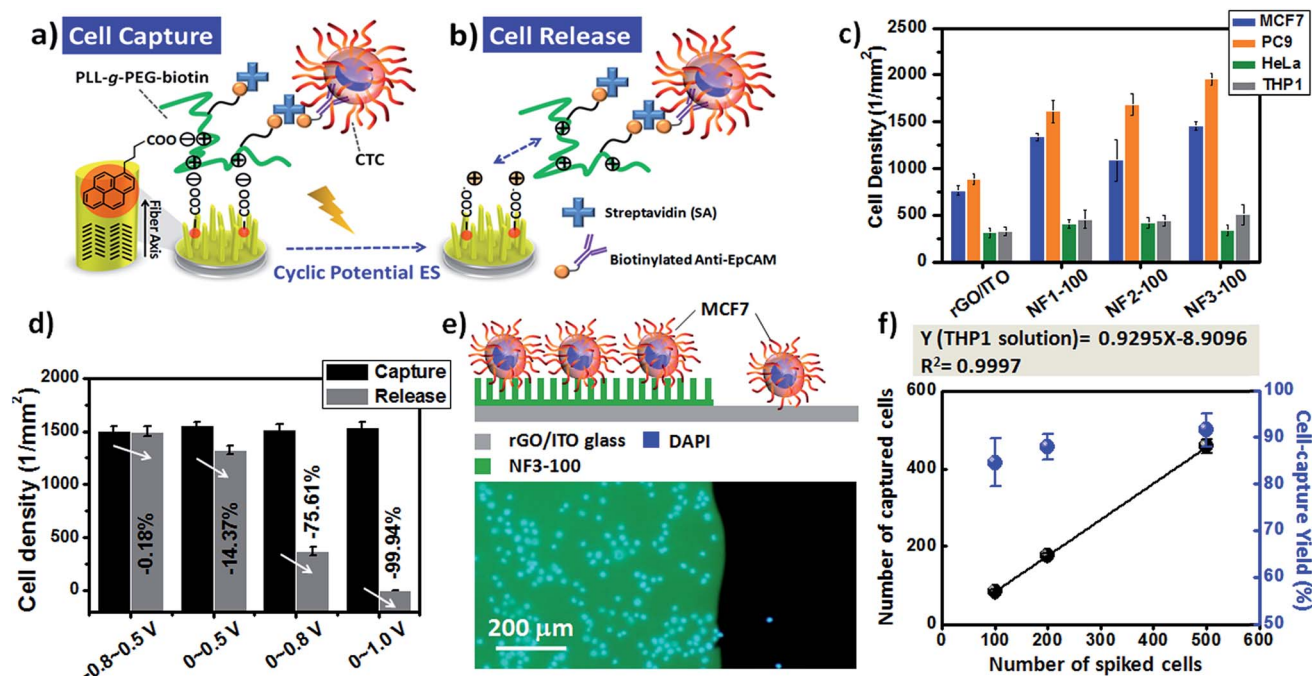 a) Cell Capture
PLL-g-PEG-biotin
COO
Fiber Axis
COO
COO
CTC
Cyclic Potential ES
b) Cell Release
COO
COO
Streptavidin (SA)
Biotinylated Anti-EpCAM
c)
MCF7
PC9
HeLa
THP1
Cell Density (1/mm²)
2500
2000
1500
1000
500
0
rGO/ITO
NF1-100
NF2-100
NF3-100
d)
Capture
Release
Cell density (1/mm²)
2000
1500
1000
500
0
-0.18%
-14.37%
-75.61%
-99.94%
-0.8~0.5 V
0~0.5 V
0~0.8 V
0~1.0 V
e)
MCF7
rGO/ITO glass
DAPI
NF3-100
200 μm
f)
Y (THP1 solution)= 0.9295X-8.9096
R²= 0.9997
Number of captured cells
600
400
200
0
100
90
80
70
60
50
Cell-capture Yield (%)
0 100 200 300 400 500 600
Number of spiked cells